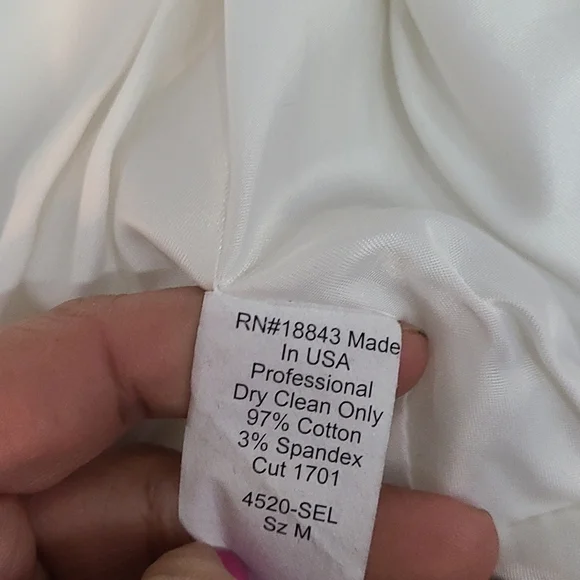 RN#18843 Made
In USA
Professional
Dry Clean Only
97% Cotton
3% Spandex
Cut 1701
4520-SEL
Sz M